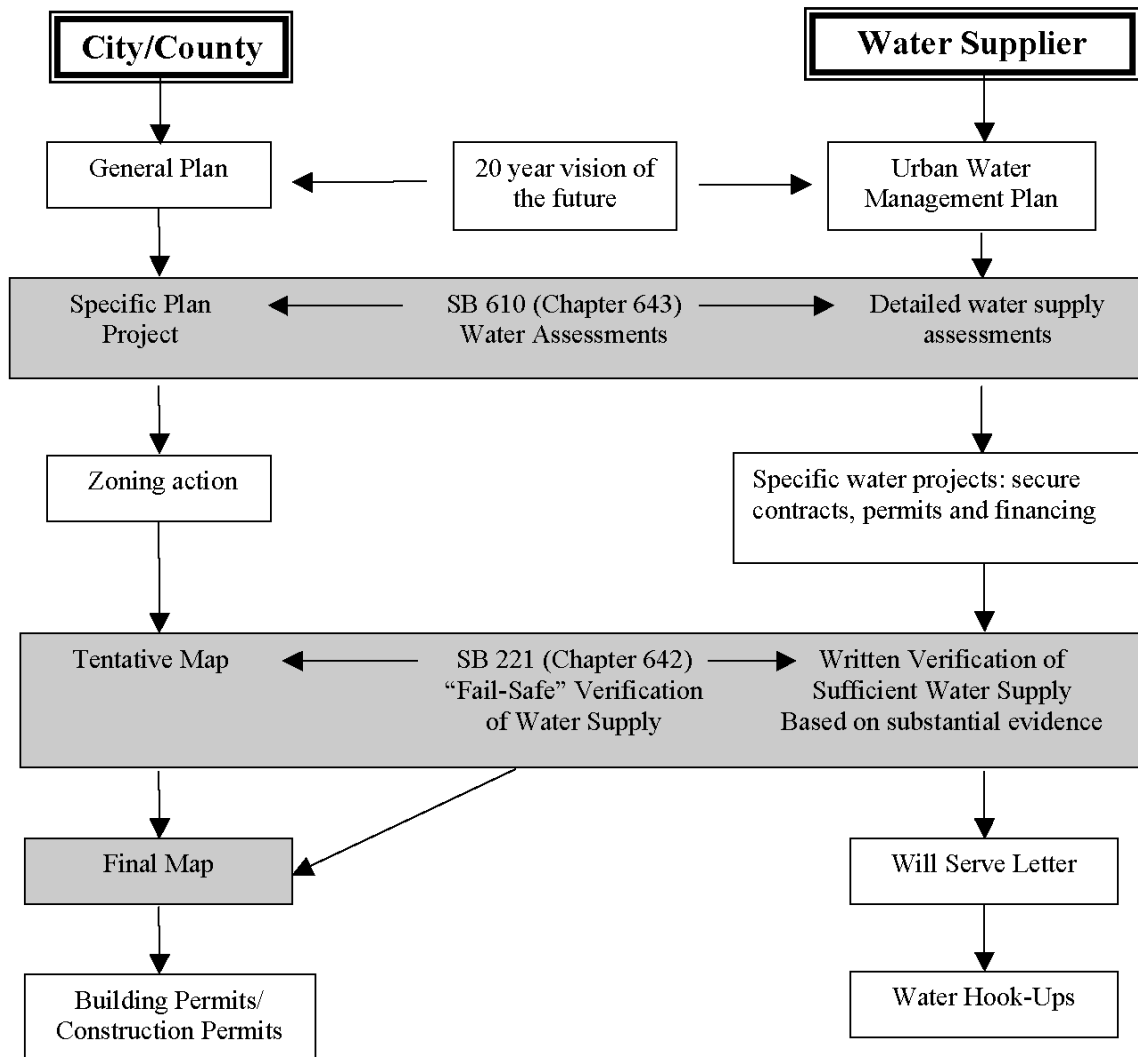 City/County
Water Supplier
General Plan
20 year vision of
the future
Urban Water
Management Plan
Specific Plan
Project
SB 610 (Chapter 643)
Water Assessments
Detailed water supply
assessments
Zoning action
Specific water projects: secure
contracts, permits and financing
Tentative Map
SB 221 (Chapter 642)
“Fail-Safe” Verification
of Water Supply
Written Verification of
Sufficient Water Supply
Based on substantial evidence
Final Map
Will Serve Letter
Building Permits/
Construction Permits
Water Hook-Ups